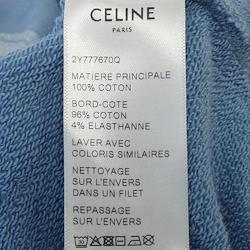 CELINE
PARIS
2Y777670Q
MATIERE PRINCIPALE
100% COTON
BORD-COTE
96% COTON
4% ELASTHANNE
LAVER AVEC
COLORIS SIMILAIRES
NETTOYAGE
SUR L'ENVERS
DANS UN FILET
REPASSAGE
SUR L'ENVERS